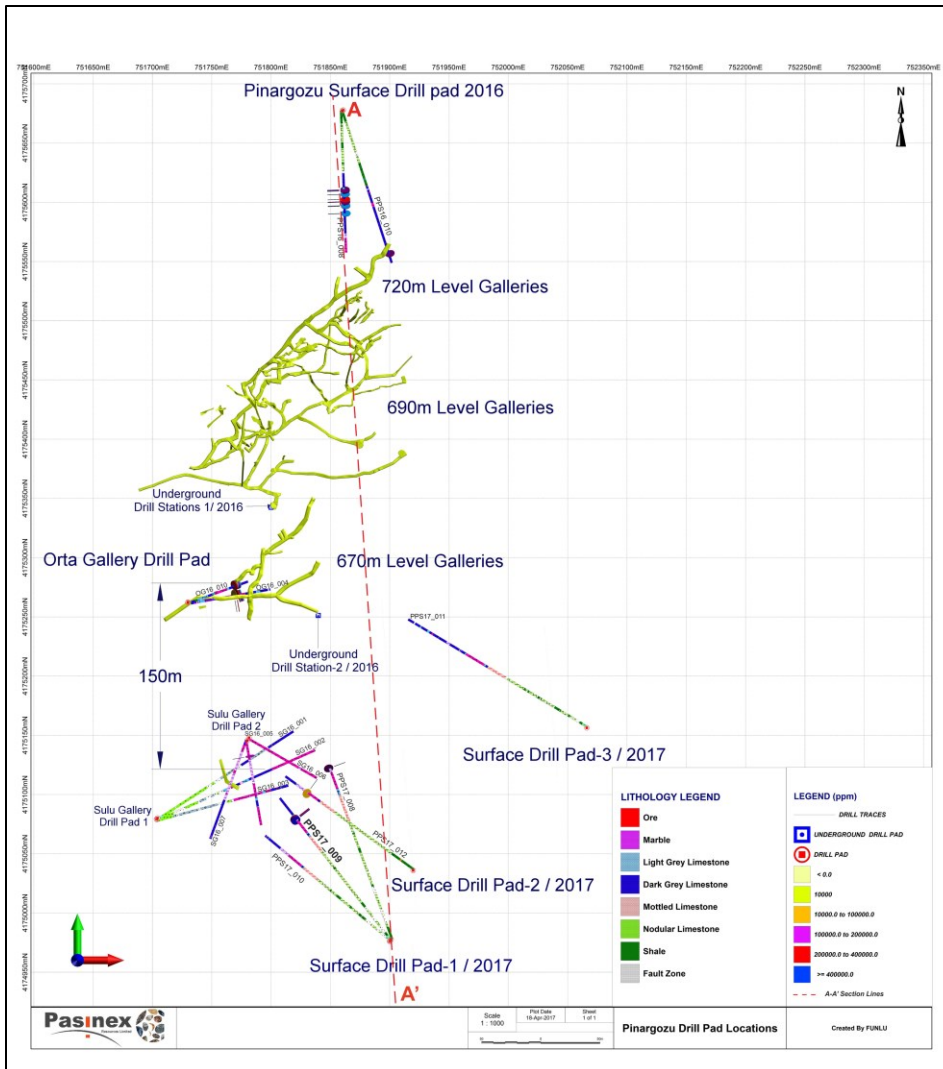 751600mE 751650mE 751700mE 751750mE 751800mE 751850mE 751900mE 751950mE 752000mE 752050mE 752100mE 752150mE 752200mE 752250mE 752300mE 752350mE
4175700mN
Pinargozu Surface Drill pad 2016
A
N
4175650mN
4175600mN
PPS16_010
4175550mN
720m Level Galleries
4175500mN
4175450mN
690m Level Galleries
4175400mN
4175350mN
Underground
Drill Stations 1/ 2016
4175300mN
Orta Gallery Drill Pad
670m Level Galleries
OG16_010
OG16_004
4175250mN
PPS17_011
Underground
Drill Station-2 / 2016
150m
4175200mN
4175150mN
Sulu Gallery
Drill Pad 2
SG16_005
SG16_001
SG16_002
Surface Drill Pad-3 / 2017
4175100mN
SG16_006
SG16_003
PPS17_008
Sulu Gallery
Drill Pad 1
SG16_007
PPS17_009
4175050mN
PPS17_010
PPS17_012
Surface Drill Pad-2 / 2017
4175000mN
Surface Drill Pad-1 / 2017
4174950mN
A'
LITHOLOGY LEGEND
Ore
Marble
Light Grey Limestone
Dark Grey Limestone
Mottled Limestone
Nodular Limestone
Shale
Fault Zone
LEGEND (ppm)
DRILL TRACES
UNDERGROUND DRILL PAD
DRILL PAD
< 0.0
10000
10000.0 to 100000.0
100000.0 to 200000.0
200000.0 to 400000.0
>= 400000.0
A-A' Section Lines
Pasinex
Scale
1 : 1000
Plot Date
18-Apr-2017
Sheet
1 of 1
Pinargozu Drill Pad Locations
Created By FUNLU